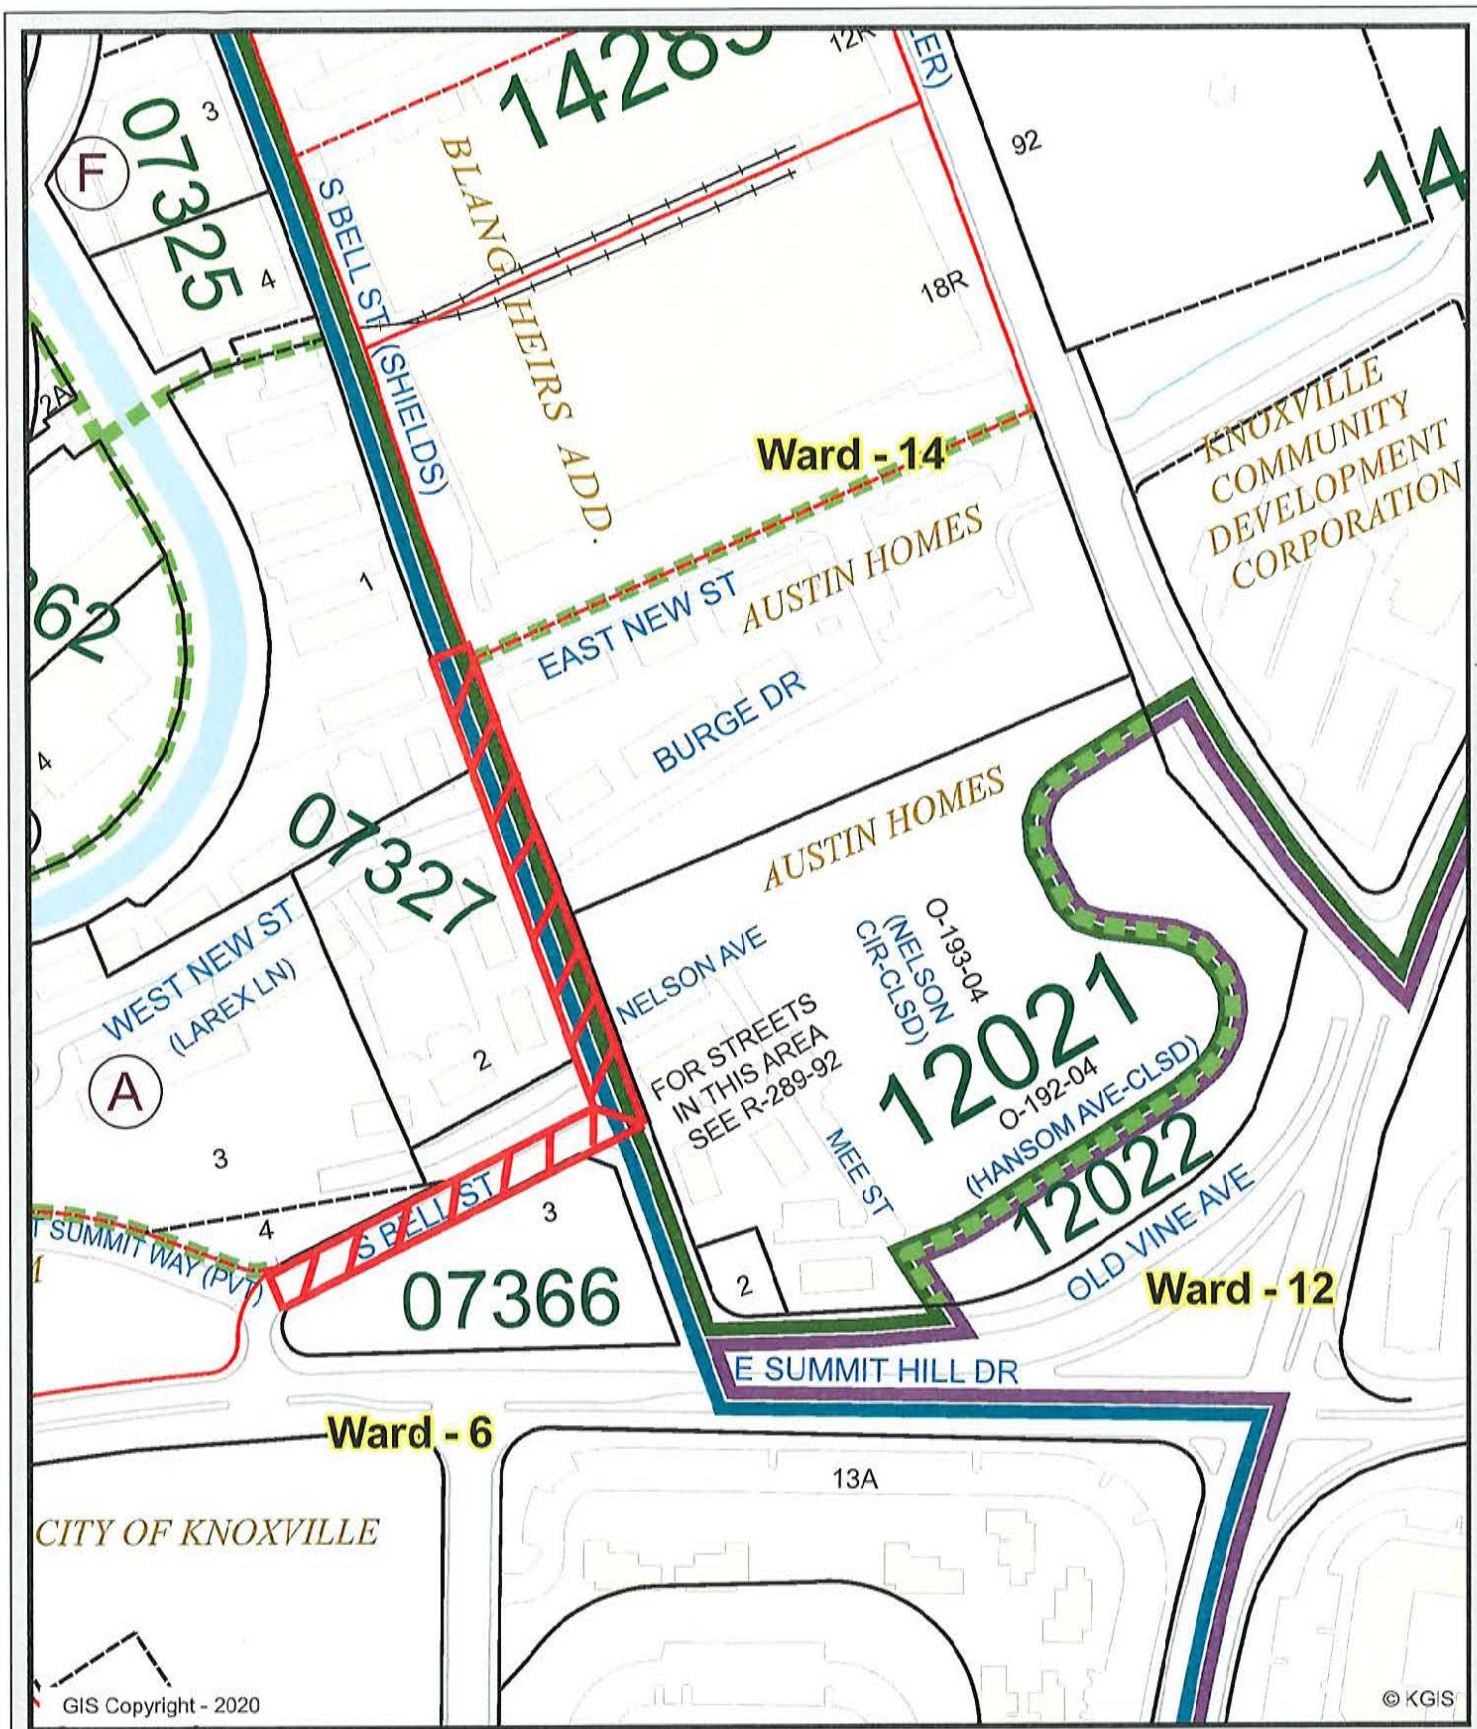 12R
LER)
14285
3
07325
F
92
14
S BELL ST
(SHIELDS)
BLANG HEIRS ADD.
4
18R
2A
KNOXVILLE
COMMUNITY
DEVELOPMENT
CORPORATION
Ward - 14
AUSTIN HOMES
1
62
EAST NEW ST
BURGE DR
4
07327
AUSTIN HOMES
WEST NEW ST
(LAREX LN)
NELSON AVE
O-193-04
(NELSON
CIR-CLSD)
12021
FOR STREETS
IN THIS AREA
SEE R-289-92
2
A
O-192-04
(HANSOM AVE-CLSD)
MEE ST
3
12022
S BELL ST
3
4
T SUMMIT WAY (PVT)
OLD VINE AVE
07366
2
Ward - 12
E SUMMIT HILL DR
Ward - 6
13A
CITY OF KNOXVILLE
GIS Copyright - 2020
© KGIS